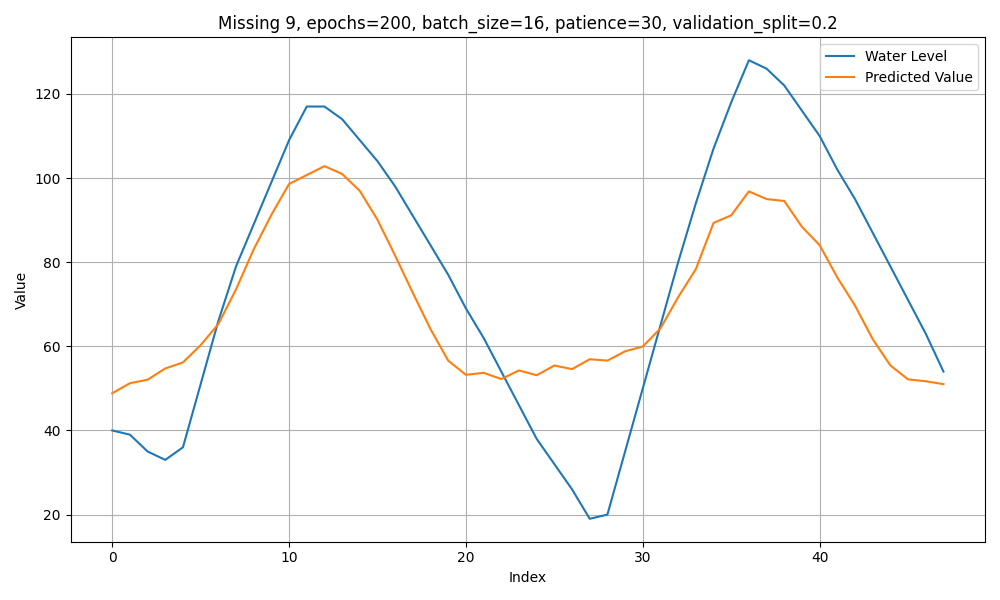 Missing 9, epochs=200, batch_size=16, patience=30, validation_split=0.2
Water Level
Predicted Value
Value
120
100
80
60
40
20
0 10 20 30 40
Index